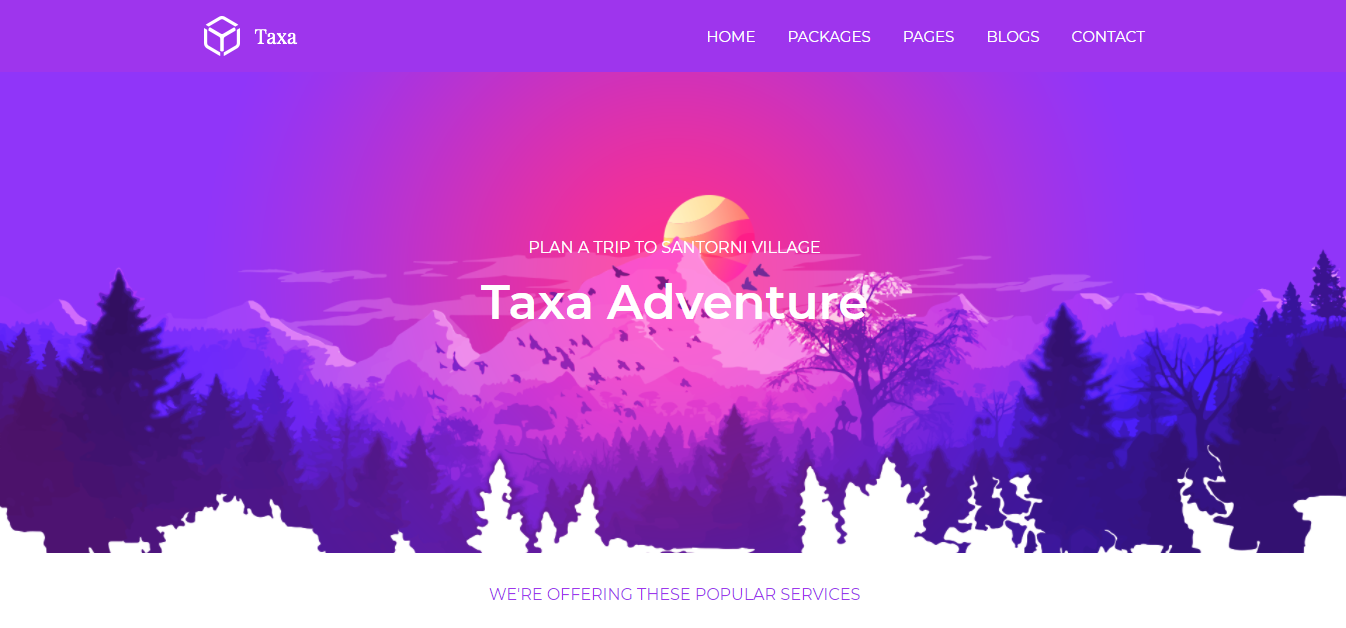 Taxa
HOME PACKAGES PAGES BLOGS CONTACT
PLAN A TRIP TO SANTORNI VILLAGE
Taxa Adventure
WE'RE OFFERING THESE POPULAR SERVICES